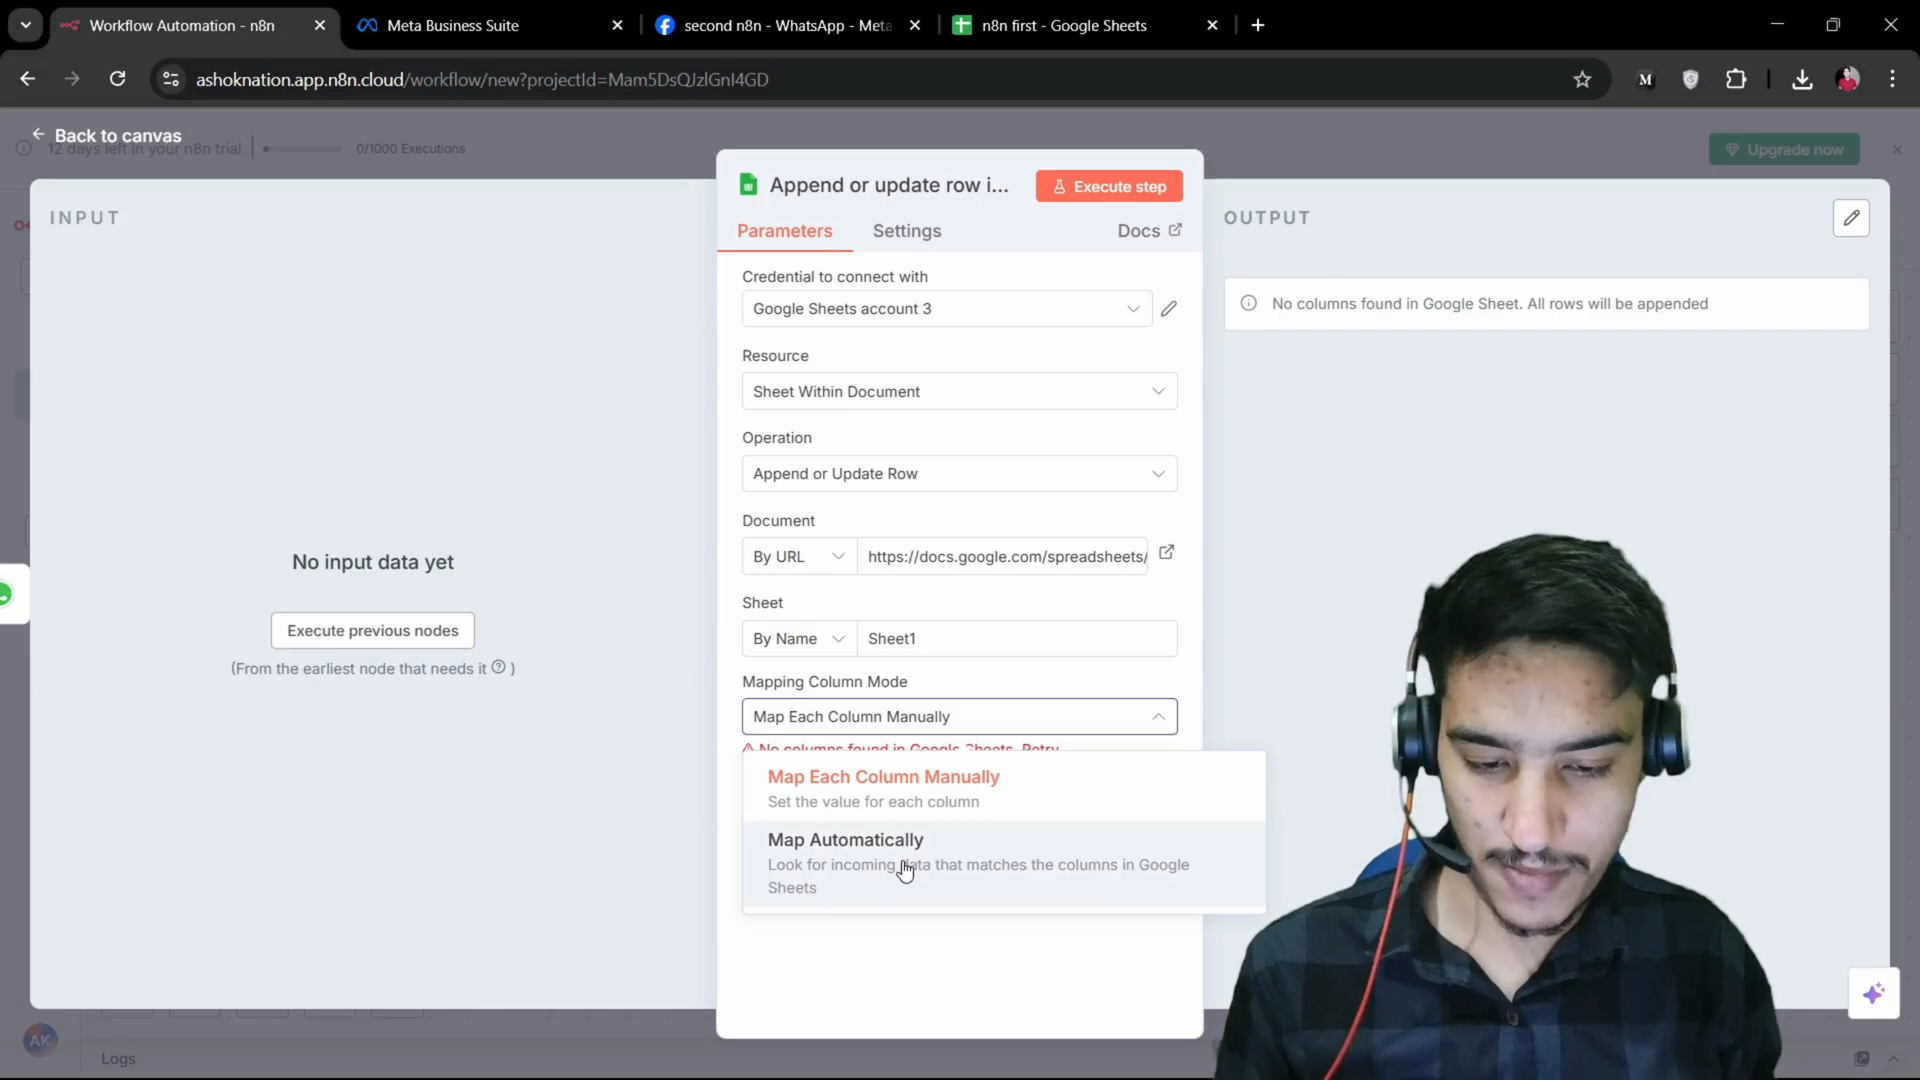 Workflow Automation - n8n
Meta Business Suite
second n8n - WhatsApp - Meta
n8n first - Google Sheets
ashoknation.app.n8n.cloud/workflow/new?projectId=Mam5DsQJzlGnI4GD
M
Back to canvas
12 days left in your n8n trial
0/1000 Executions
Upgrade now
INPUT
Append or update row i...
Execute step
OUTPUT
Parameters
Settings
Docs
Credential to connect with
Google Sheets account 3
No columns found in Google Sheet. All rows will be appended
Resource
Sheet Within Document
Operation
Append or Update Row
Document
By URL
https://docs.google.com/spreadsheets/
No input data yet
Execute previous nodes
(From the earliest node that needs it ? )
Sheet
By Name
Sheet1
Mapping Column Mode
Map Each Column Manually
No columns found in Google Sheets. Retry
Map Each Column Manually
Set the value for each column
Map Automatically
Look for incoming data that matches the columns in Google
Sheets
AK
Logs